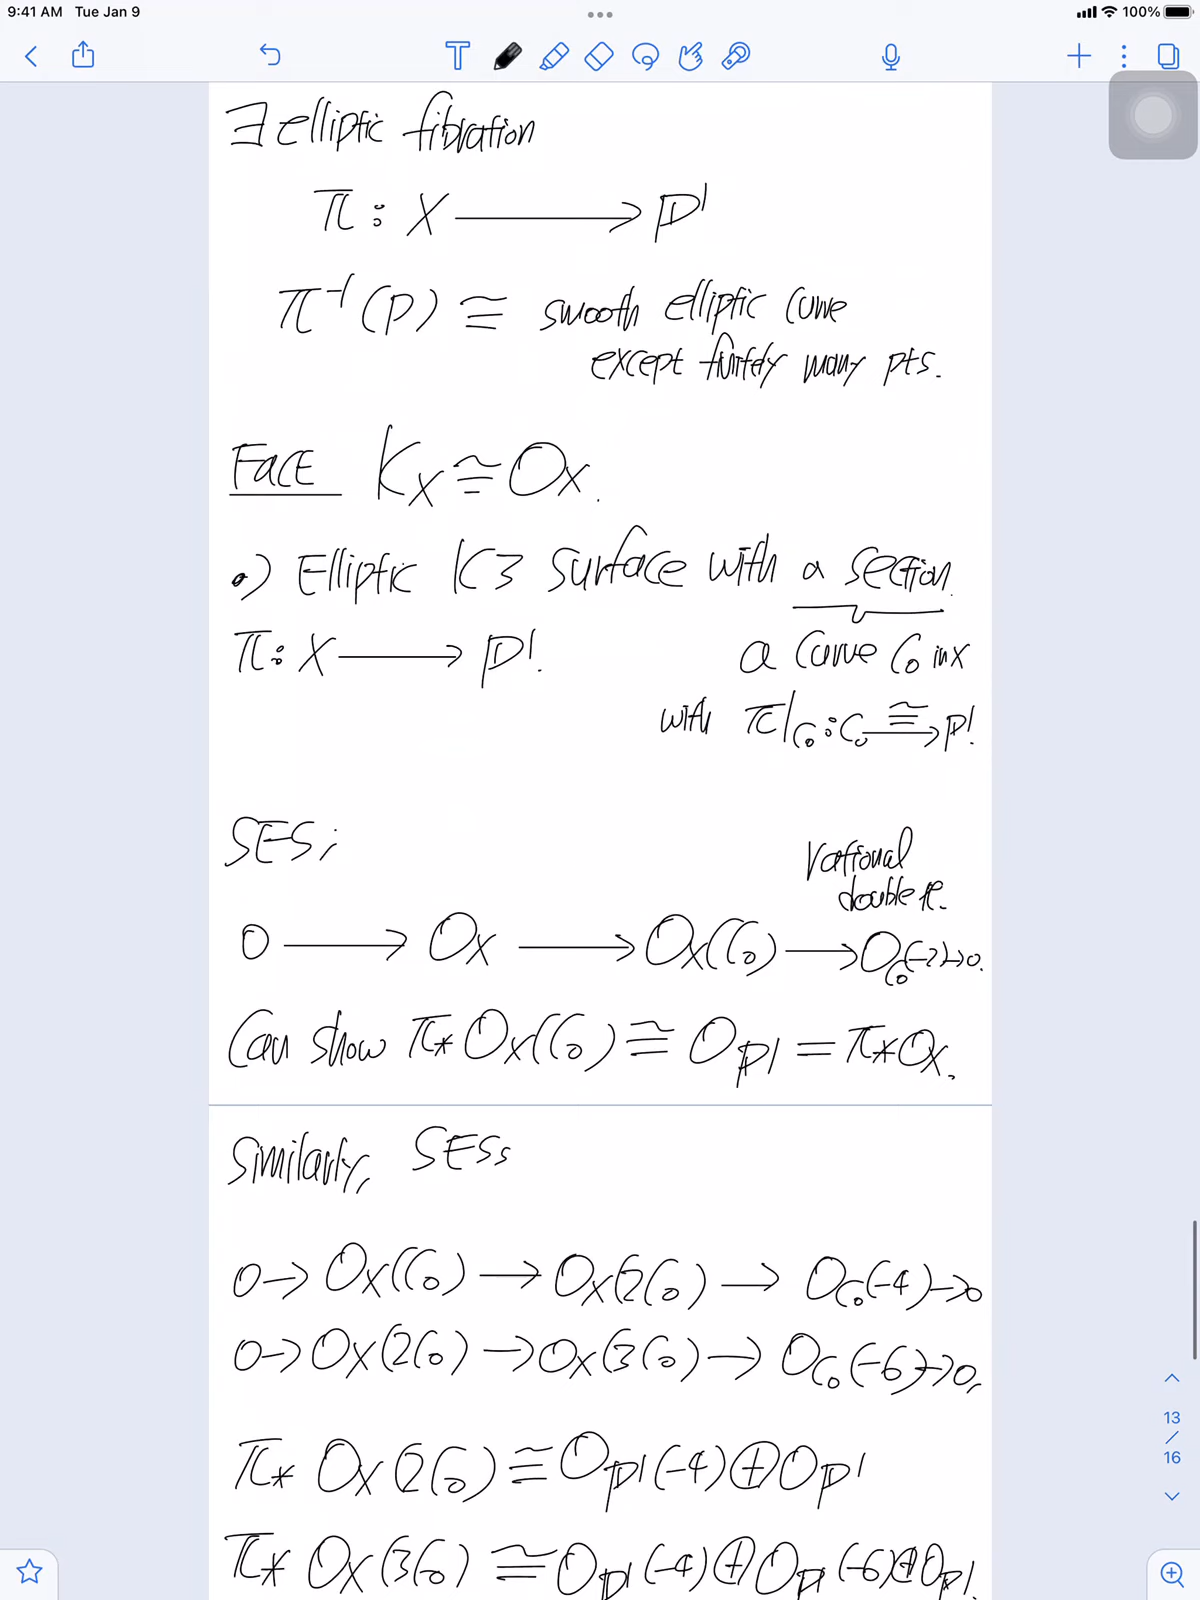 9:41 AM Tue Jan 9
100%
∃ elliptic fibration
π : X ⟶ ℙ¹
π⁻¹(p) ≅ smooth elliptic curve
except finitely many pts.
Fact K_X ≅ O_X.
•) Elliptic K3 surface with a section.
π: X ⟶ ℙ¹.
a curve C₀ in X
with π|_{C₀} : C₀ ⟶^{≅} ℙ¹.
SES;
rational
double pt.
0 ⟶ O_X ⟶ O_X(C₀) ⟶ O_{C₀}(-2) → 0.
Can show π_* O_X(C₀) ≅ O_{ℙ¹} = π_* O_X.
Similarly, SESs
0 → O_X(C₀) → O_X(2C₀) → O_{C₀}(-4) → 0
0 → O_X(2C₀) → O_X(3C₀) → O_{C₀}(-6) → 0,
π_* O_X(2C₀) ≅ O_{ℙ¹}(-4) ⊕ O_{ℙ¹}
π_* O_X(3C₀) ≅ O_{ℙ¹}(-4) ⊕ O_{ℙ¹}(-6) ⊕ O_{ℙ¹}.
13
/
16